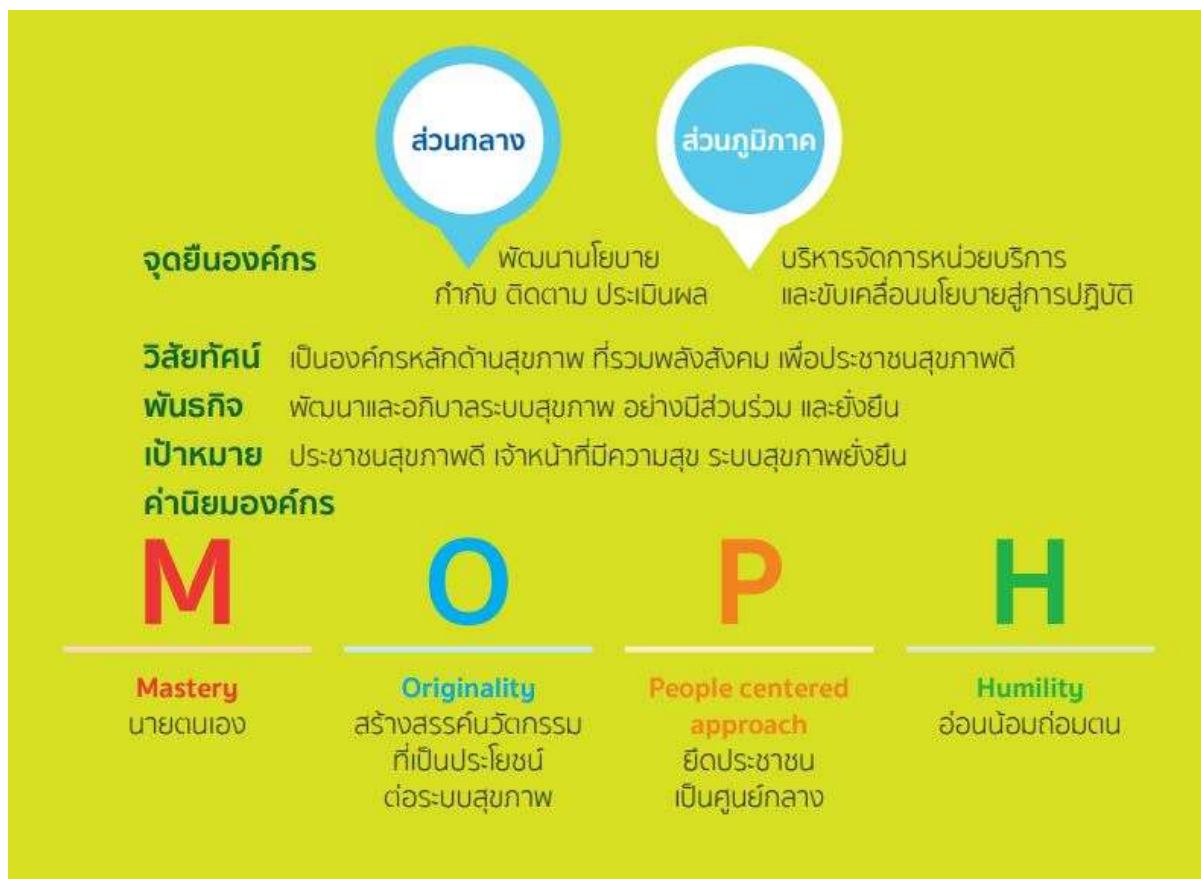 ส่วนกลาง
ส่วนภูมิภาค
จุดยืนองค์กร
พัฒนานโยบาย
กำกับ ติดตาม ประเมินผล
บริหารจัดการหน่วยบริการ
และขับเคลื่อนนโยบายสู่การปฏิบัติ
วิสัยทัศน์ เป็นองค์กรหลักด้านสุขภาพ ที่รวมพลังสังคม เพื่อประชาชนสุขภาพดี
พันธกิจ พัฒนาและอภิบาลระบบสุขภาพ อย่างมีส่วนร่วม และยั่งยืน
เป้าหมาย ประชาชนสุขภาพดี เจ้าหน้าที่มีความสุข ระบบสุขภาพยั่งยืน
ค่านิยมองค์กร
M
Mastery
นายตนเอง
O
Originality
สร้างสรรค์นวัตกรรม
ที่เป็นประโยชน์
ต่อระบบสุขภาพ
P
People centered
approach
ยึดประชาชน
เป็นศูนย์กลาง
H
Humility
อ่อนน้อมถ่อมตน